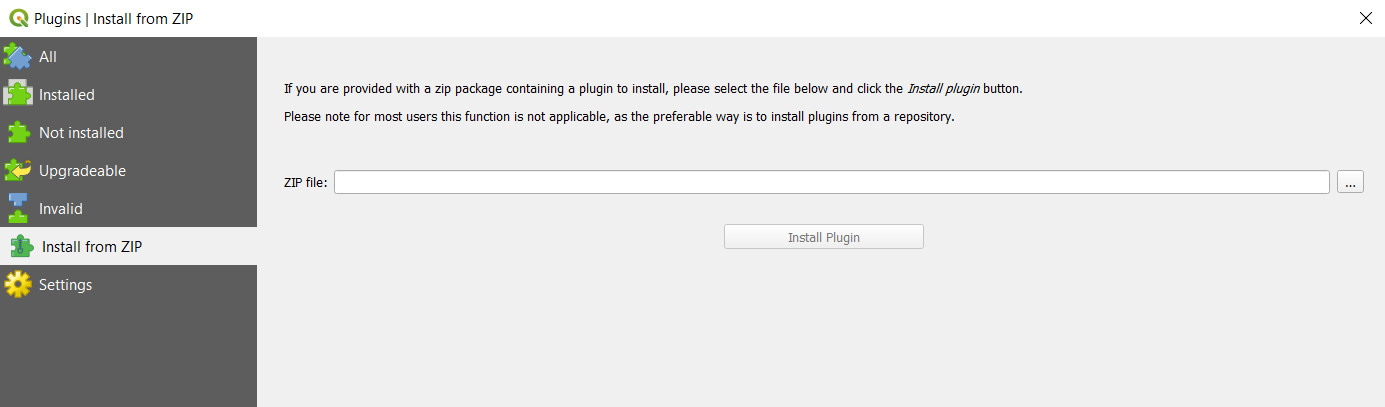 Plugins | Install from ZIP
All
Installed
Not installed
Upgradeable
Invalid
Install from ZIP
Settings
If you are provided with a zip package containing a plugin to install, please select the file below and click the Install plugin button.
Please note for most users this function is not applicable, as the preferable way is to install plugins from a repository.
ZIP file:
...
Install Plugin